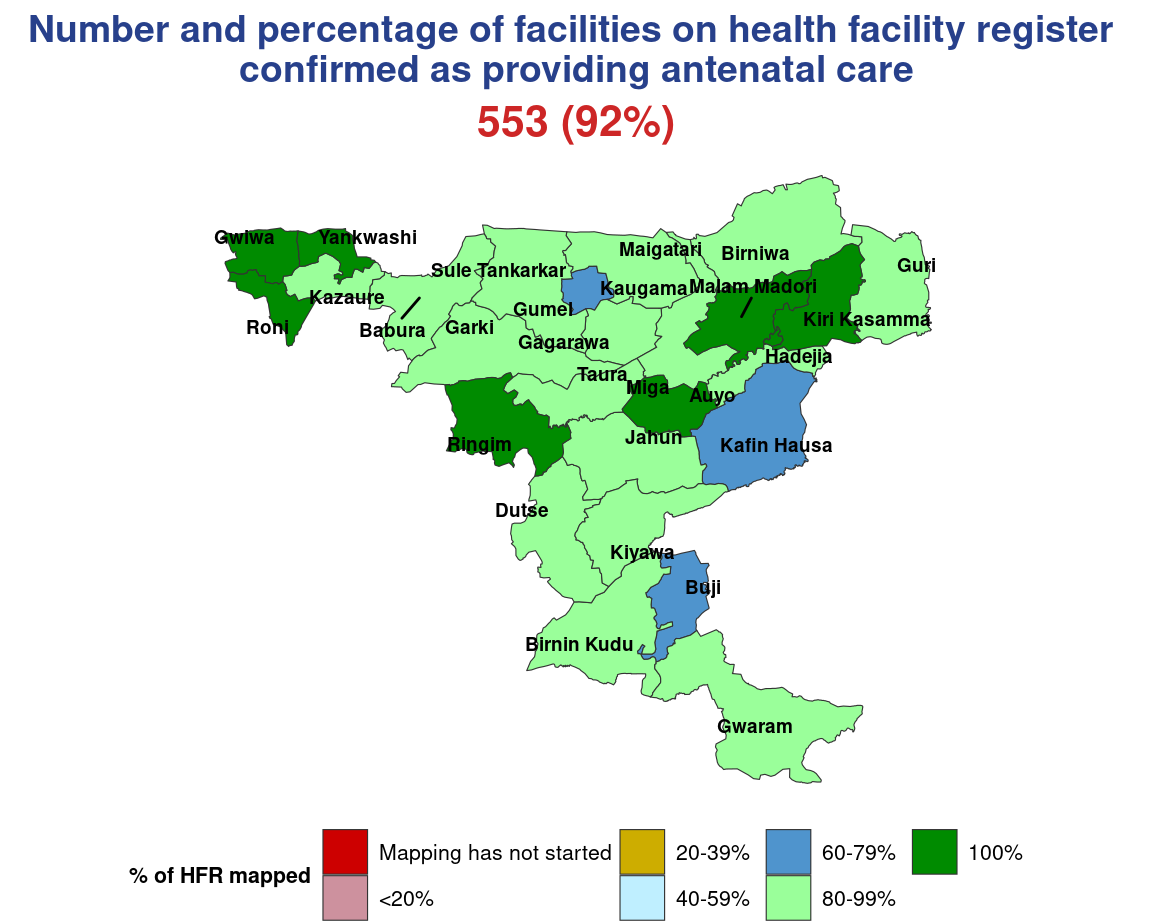 Number and percentage of facilities on health facility register
confirmed as providing antenatal care
553 (92%)
Gwiwa
Yankwashi
Maigatari
Birniwa
Guri
Sule Tankarkar
Kazaure
Kaugama
Malam Madori
Roni
Babura
Garki
Gumel
Kiri Kasamma
Gagarawa
Hadejia
Taura
Miga
Auyo
Ringim
Jahun
Kafin Hausa
Dutse
Kiyawa
Buji
Birnin Kudu
Gwaram
% of HFR mapped
Mapping has not started
<20%
20-39%
40-59%
60-79%
80-99%
100%